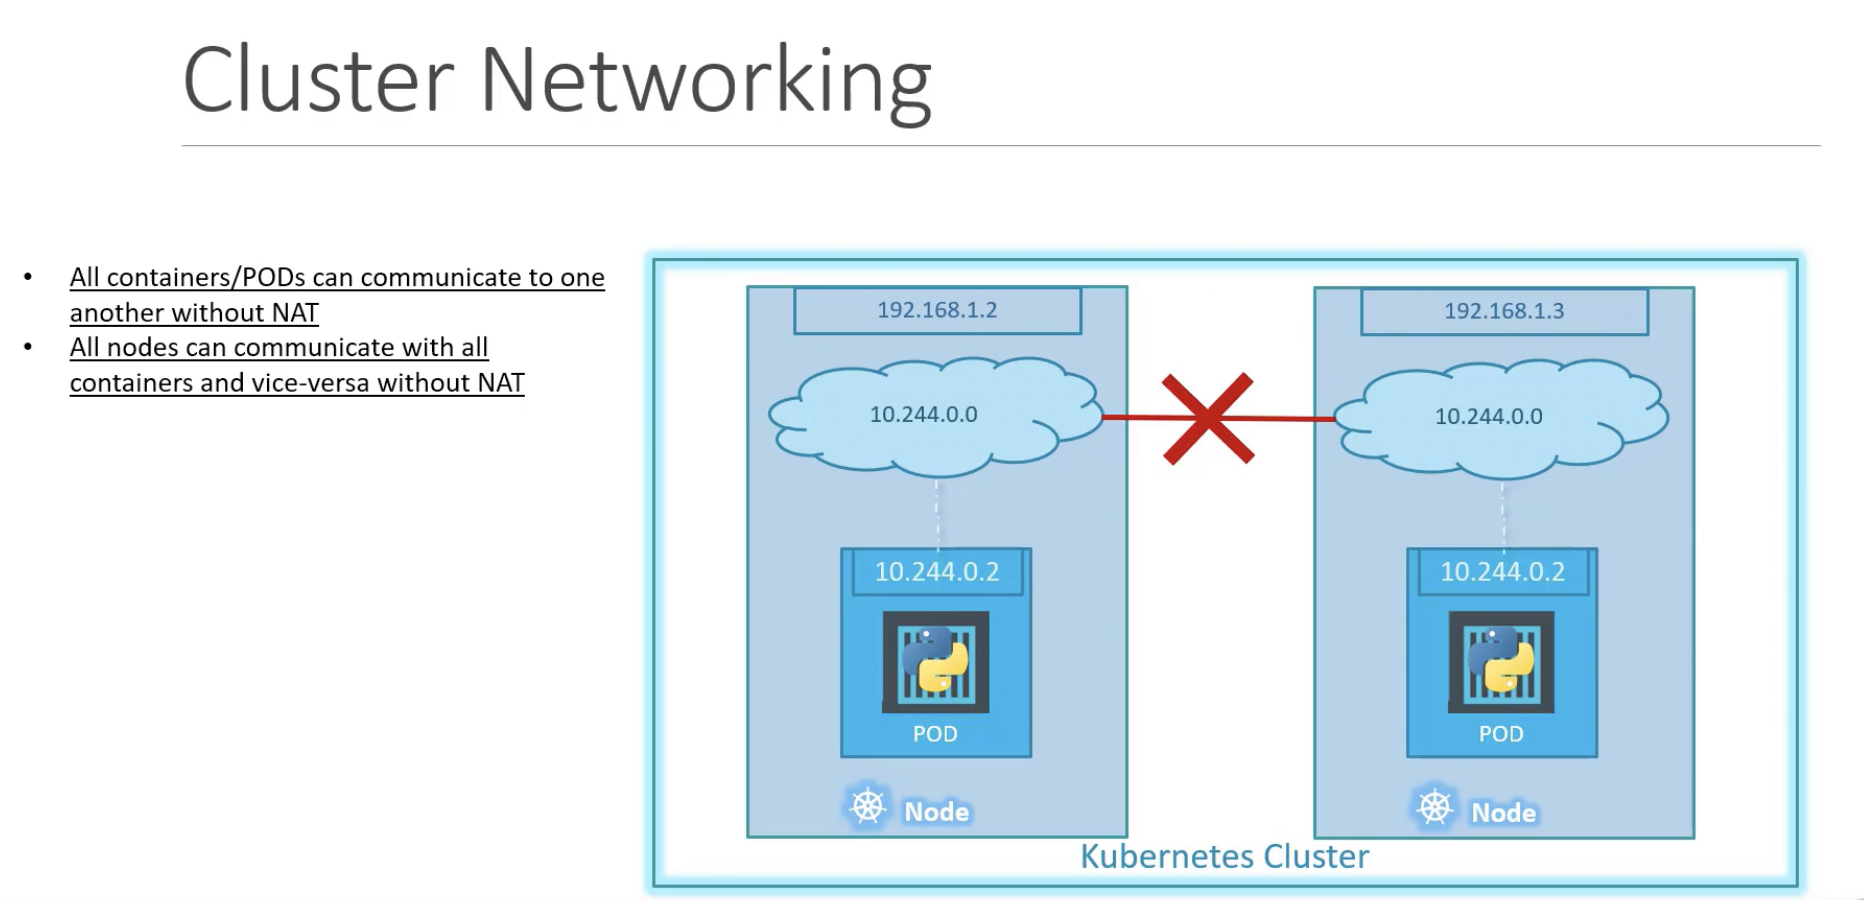 Cluster Networking
• All containers/PODs can communicate to one
another without NAT
• All nodes can communicate with all
containers and vice-versa without NAT
192.168.1.2
10.244.0.0
10.244.0.2
POD
Node
192.168.1.3
10.244.0.0
10.244.0.2
POD
Node
Kubernetes Cluster